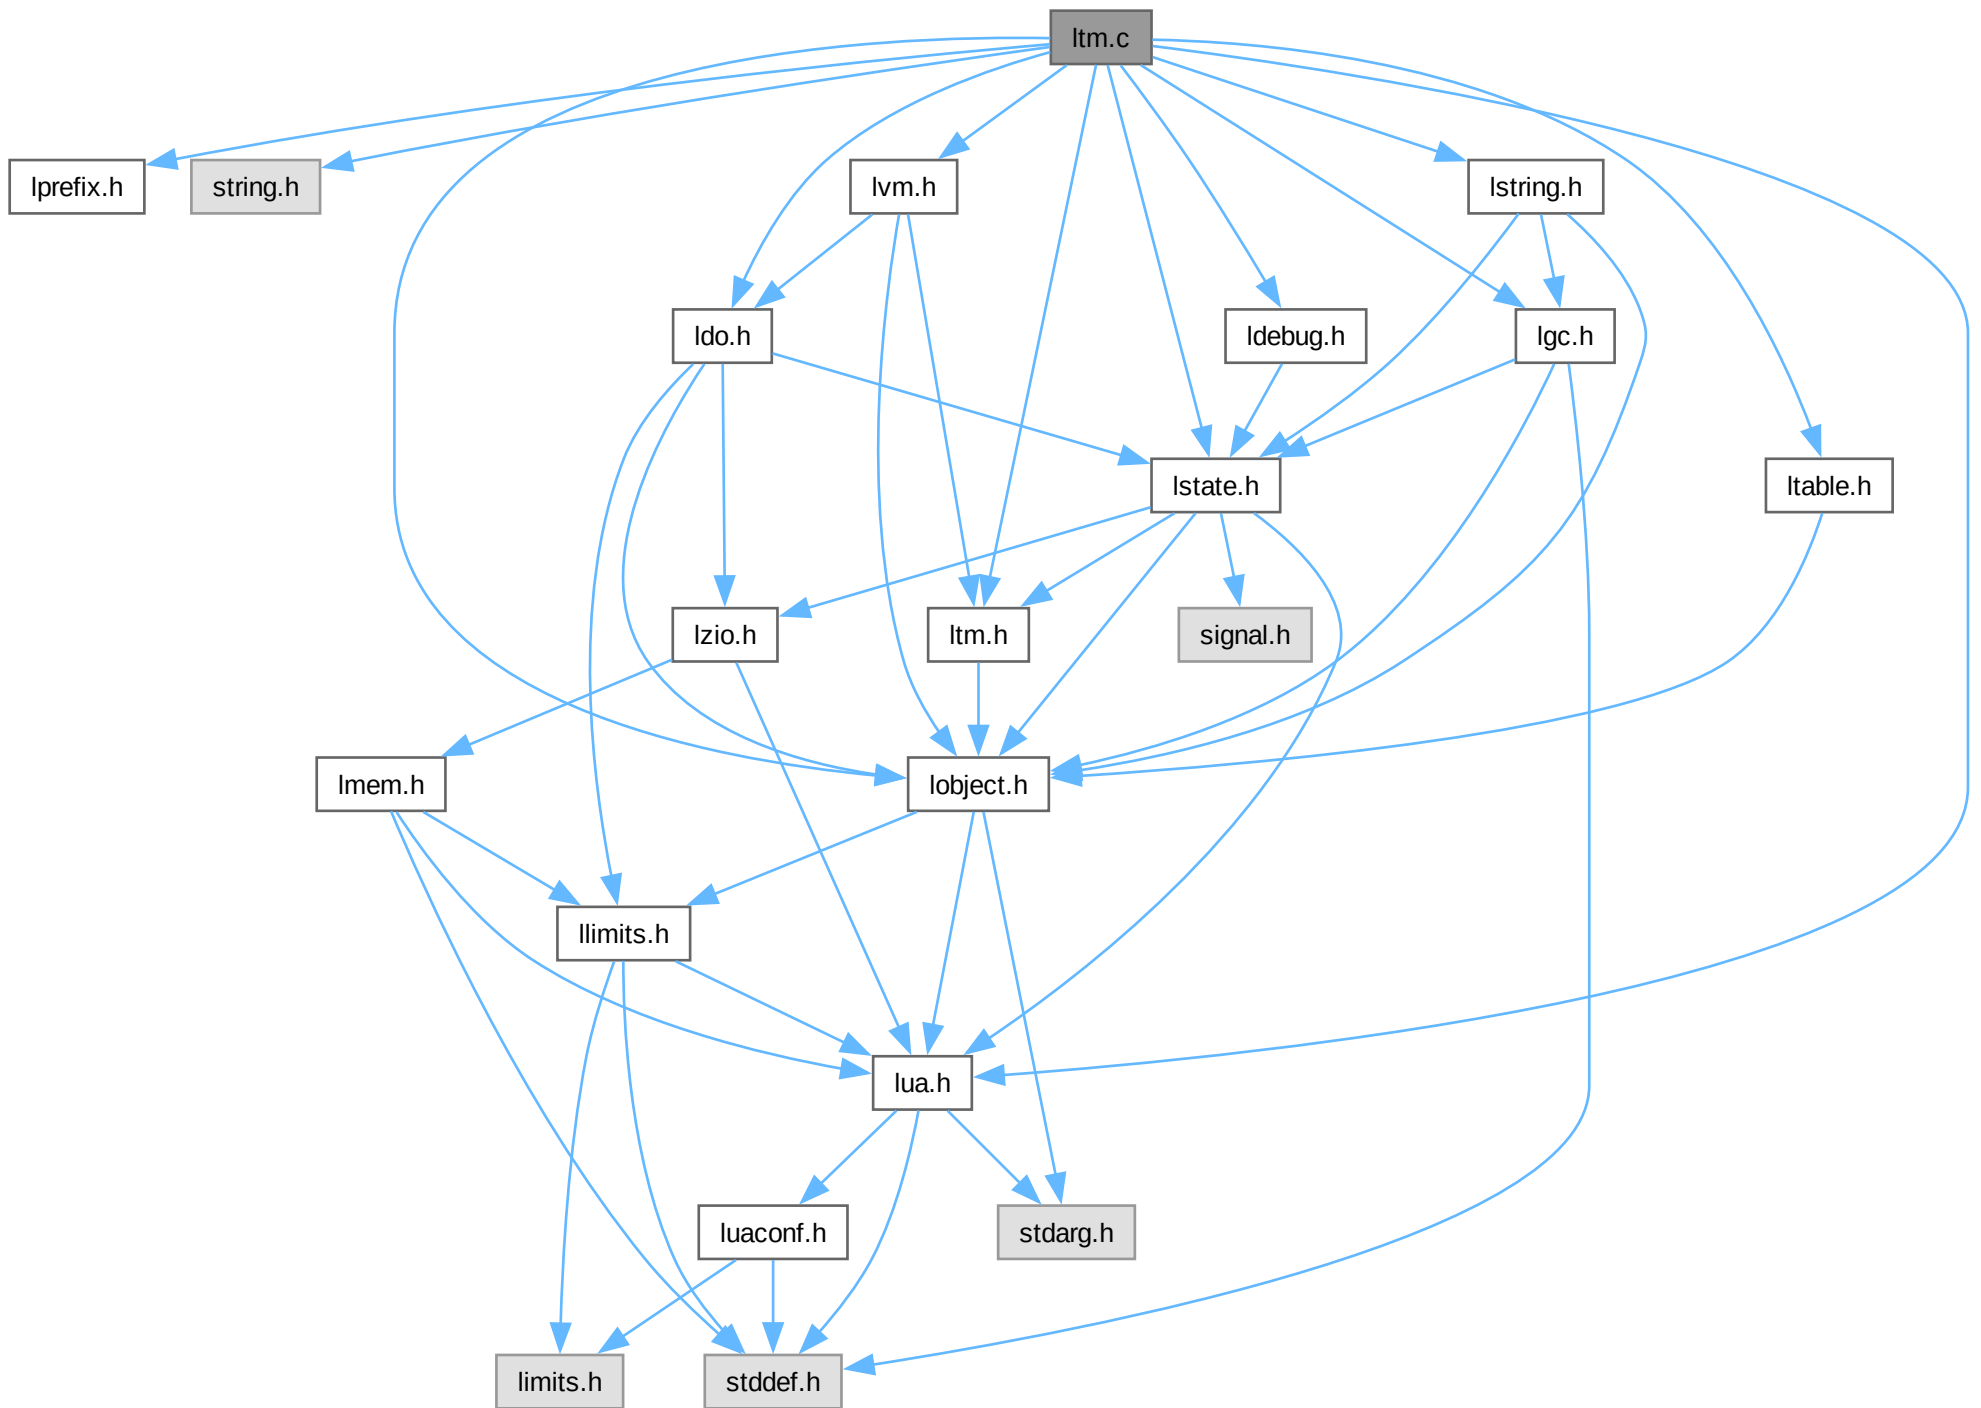 ltm.c
lprefix.h
string.h
lvm.h
lstring.h
ldo.h
ldebug.h
lgc.h
lstate.h
ltable.h
lzio.h
ltm.h
signal.h
lmem.h
lobject.h
llimits.h
lua.h
luaconf.h
stdarg.h
limits.h
stddef.h